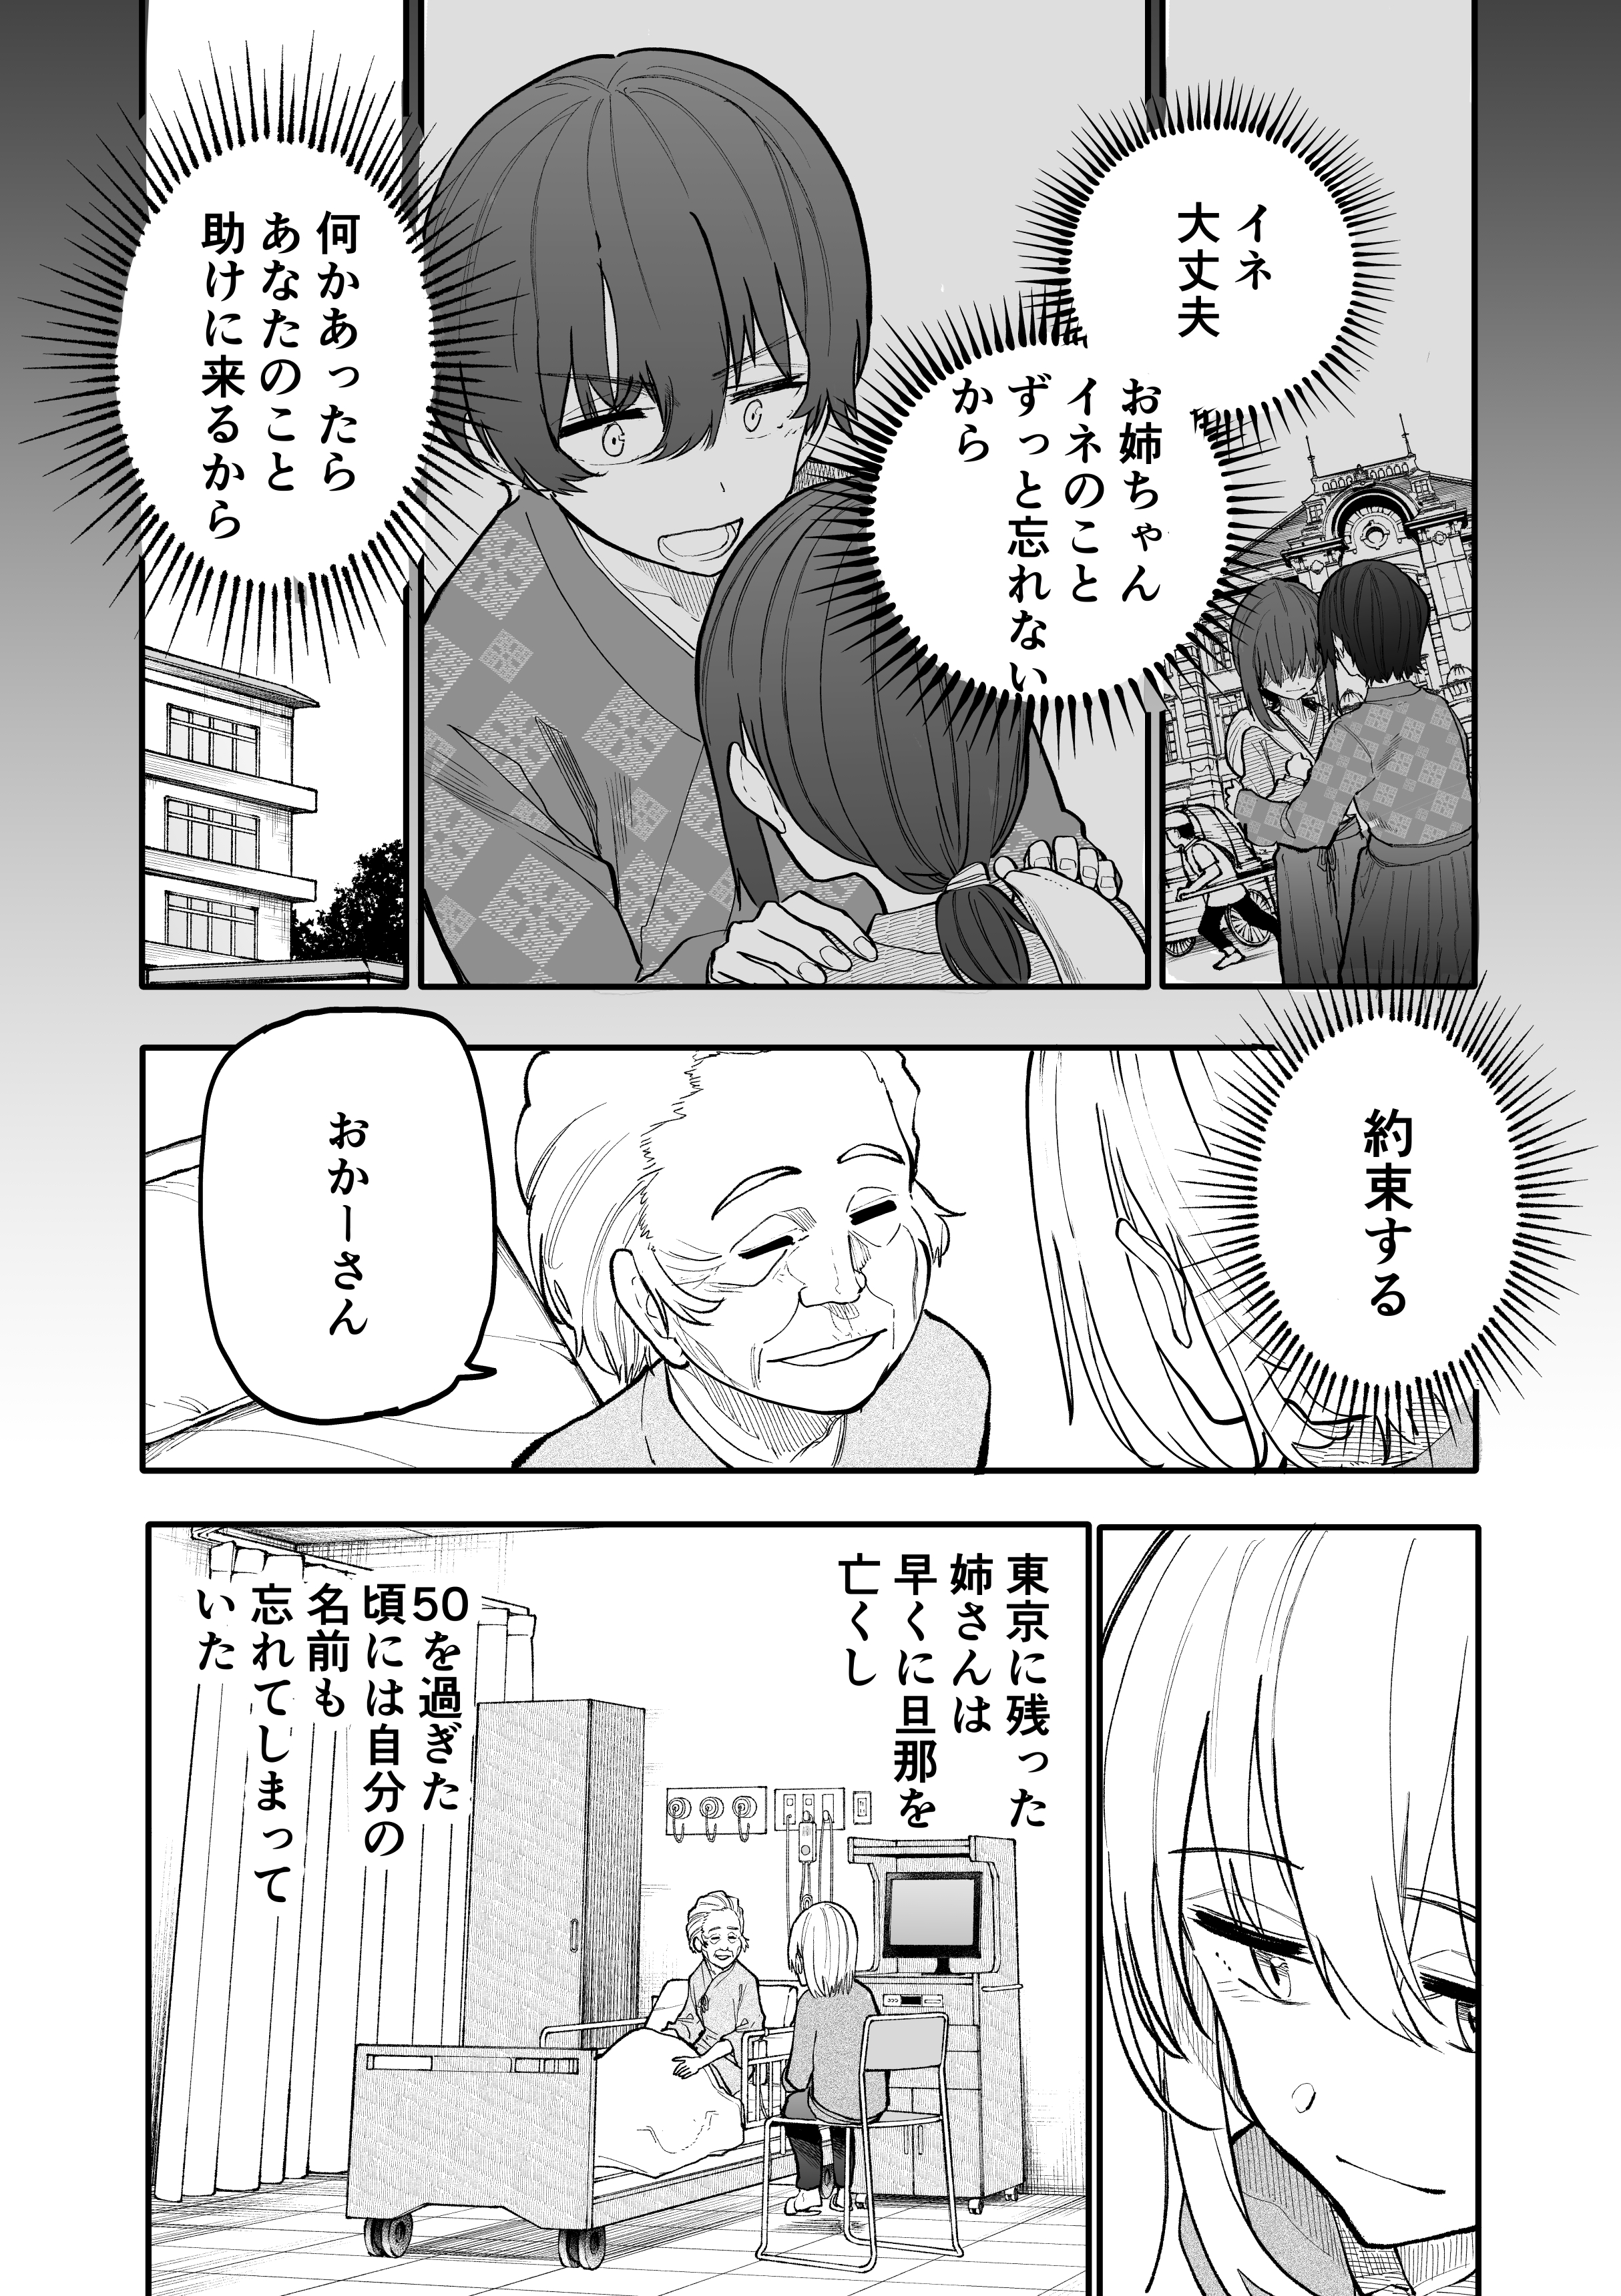 イネ
大丈夫
お姉ちゃん
イネのこと
ずっと忘れない
から
何かあったら
あなたのこと
助けに来るから
約束する
おかーさん
東京に残った
姉さんは
早くに旦那を
亡くし
50を過ぎた
頃には自分の
名前も
忘れてしまって
いた